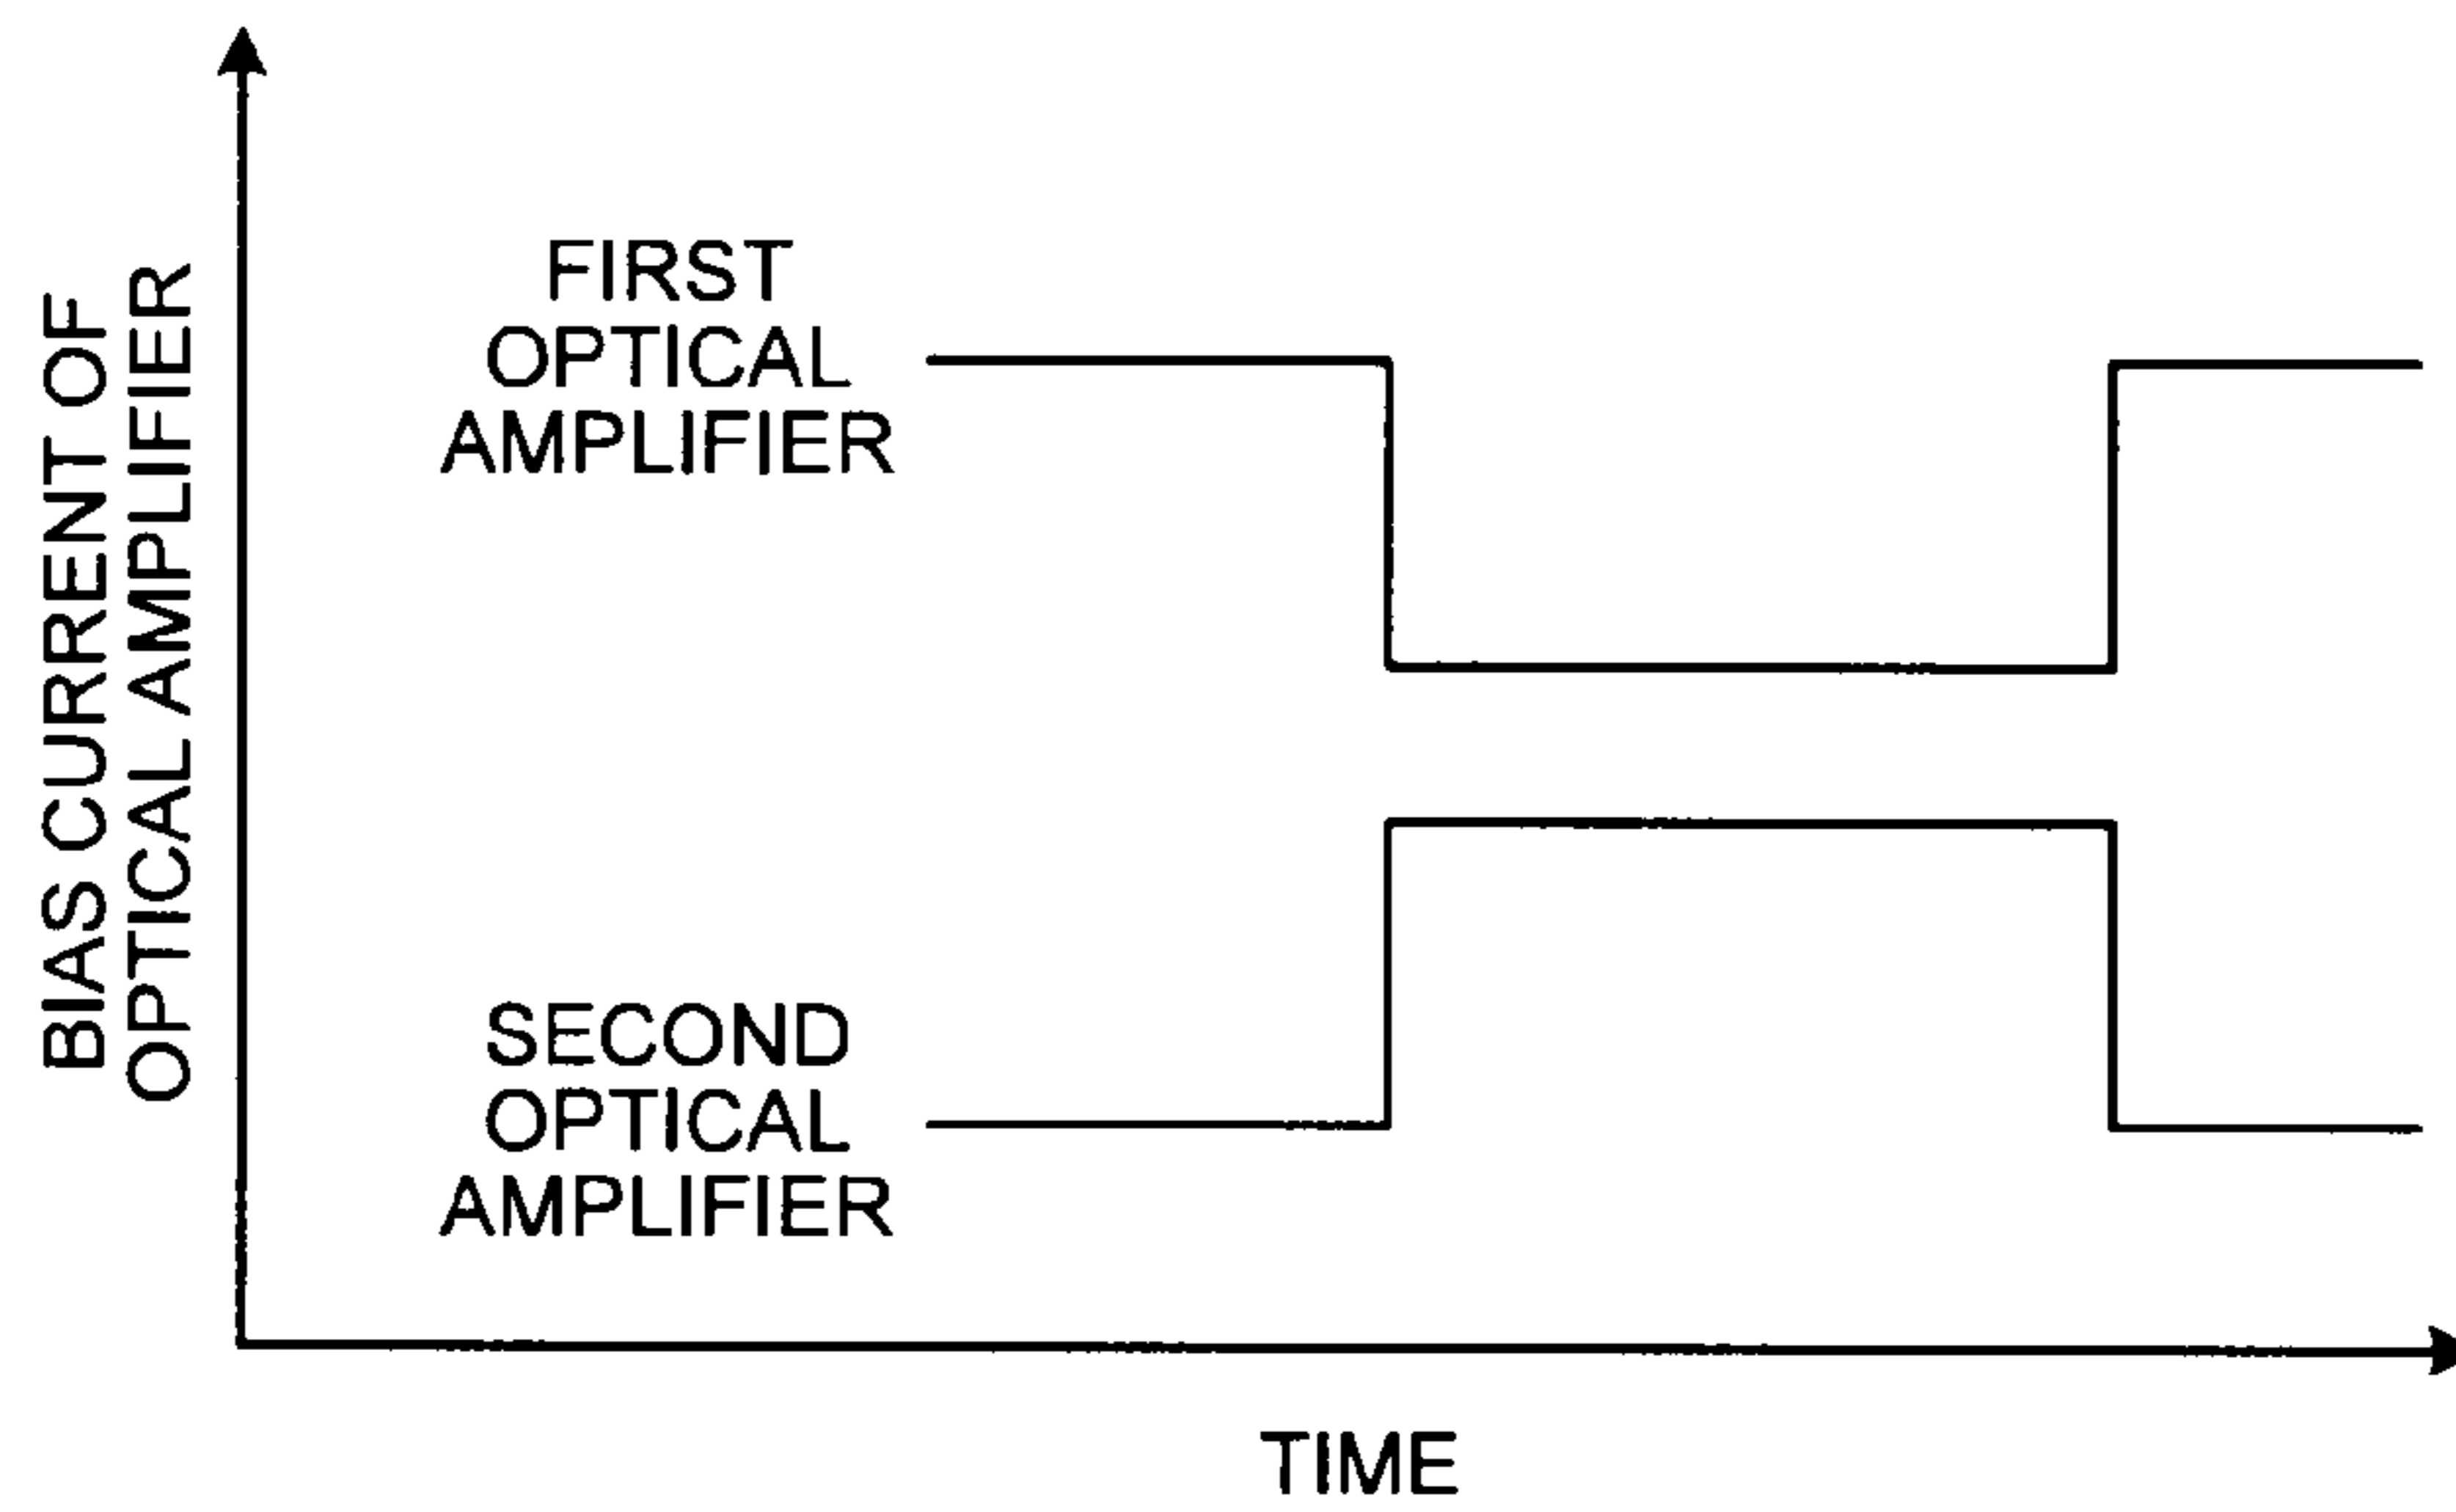 BIAS CURRENT OF
OPTICAL AMPLIFIER
FIRST
OPTICAL
AMPLIFIER
SECOND
OPTICAL
AMPLIFIER
TIME